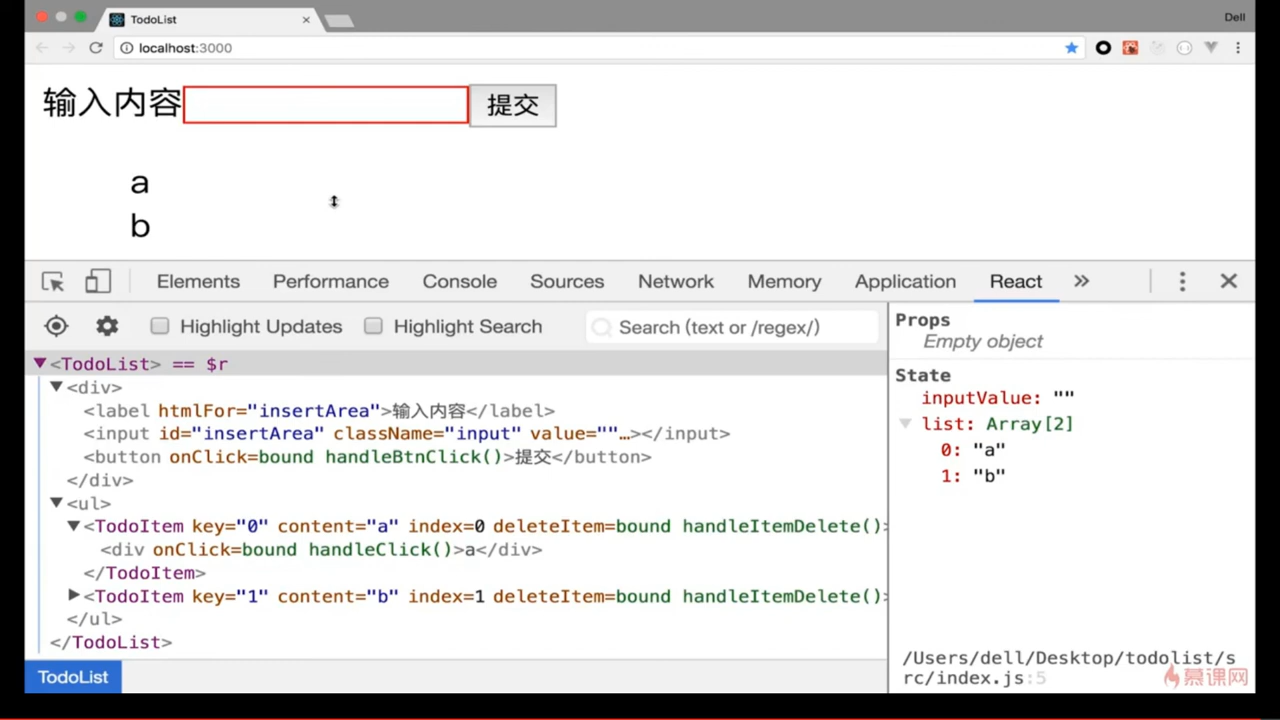 TodoList
Dell
localhost:3000
输入内容 提交
a
b
Elements Performance Console Sources Network Memory Application React »
Highlight Updates Highlight Search Search (text or /regex/)
<TodoList> == $r
<div>
<label htmlFor="insertArea">输入内容</label>
<input id="insertArea" className="input" value=""…></input>
<button onClick=bound handleBtnClick()>提交</button>
</div>
<ul>
<TodoItem key="0" content="a" index=0 deleteItem=bound handleItemDelete()>
<div onClick=bound handleClick()>a</div>
</TodoItem>
<TodoItem key="1" content="b" index=1 deleteItem=bound handleItemDelete()>
</ul>
</TodoList>
TodoList
Props
Empty object
State
inputValue: ""
list: Array[2]
0: "a"
1: "b"
/Users/dell/Desktop/todolist/s
rc/index.js:5
慕课网